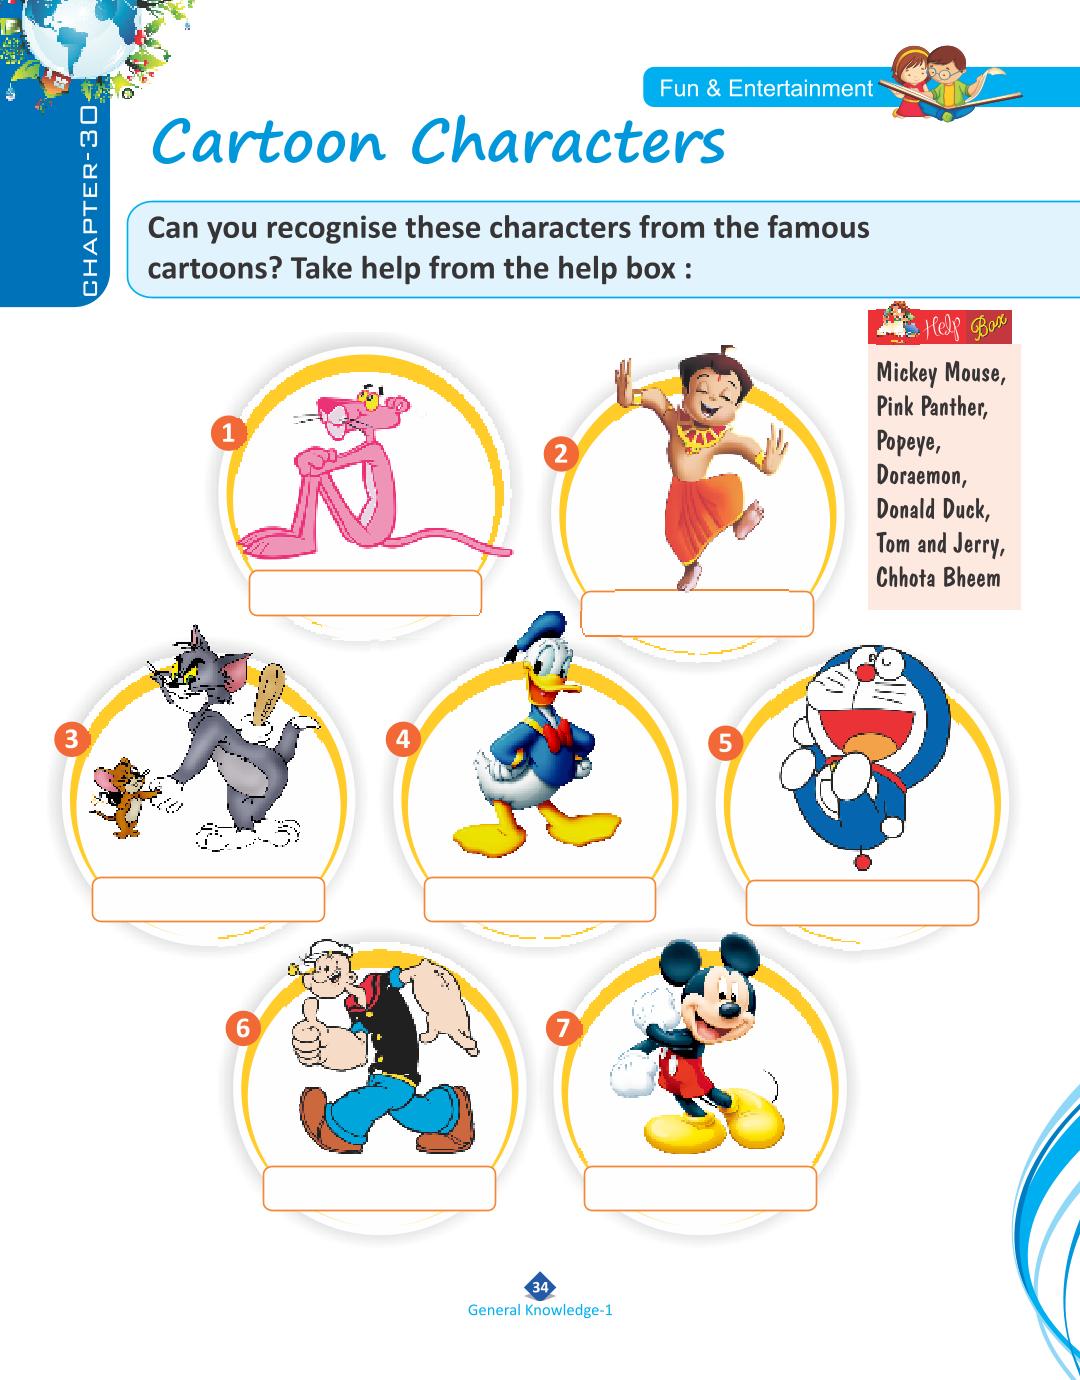 Fun & Entertainment
CHAPTER-30
Cartoon Characters
Can you recognise these characters from the famous
cartoons? Take help from the help box :
Help Box
Mickey Mouse,
Pink Panther,
Popeye,
Doraemon,
Donald Duck,
Tom and Jerry,
Chhota Bheem
1
2
3
4
5
6
7
34
General Knowledge-1